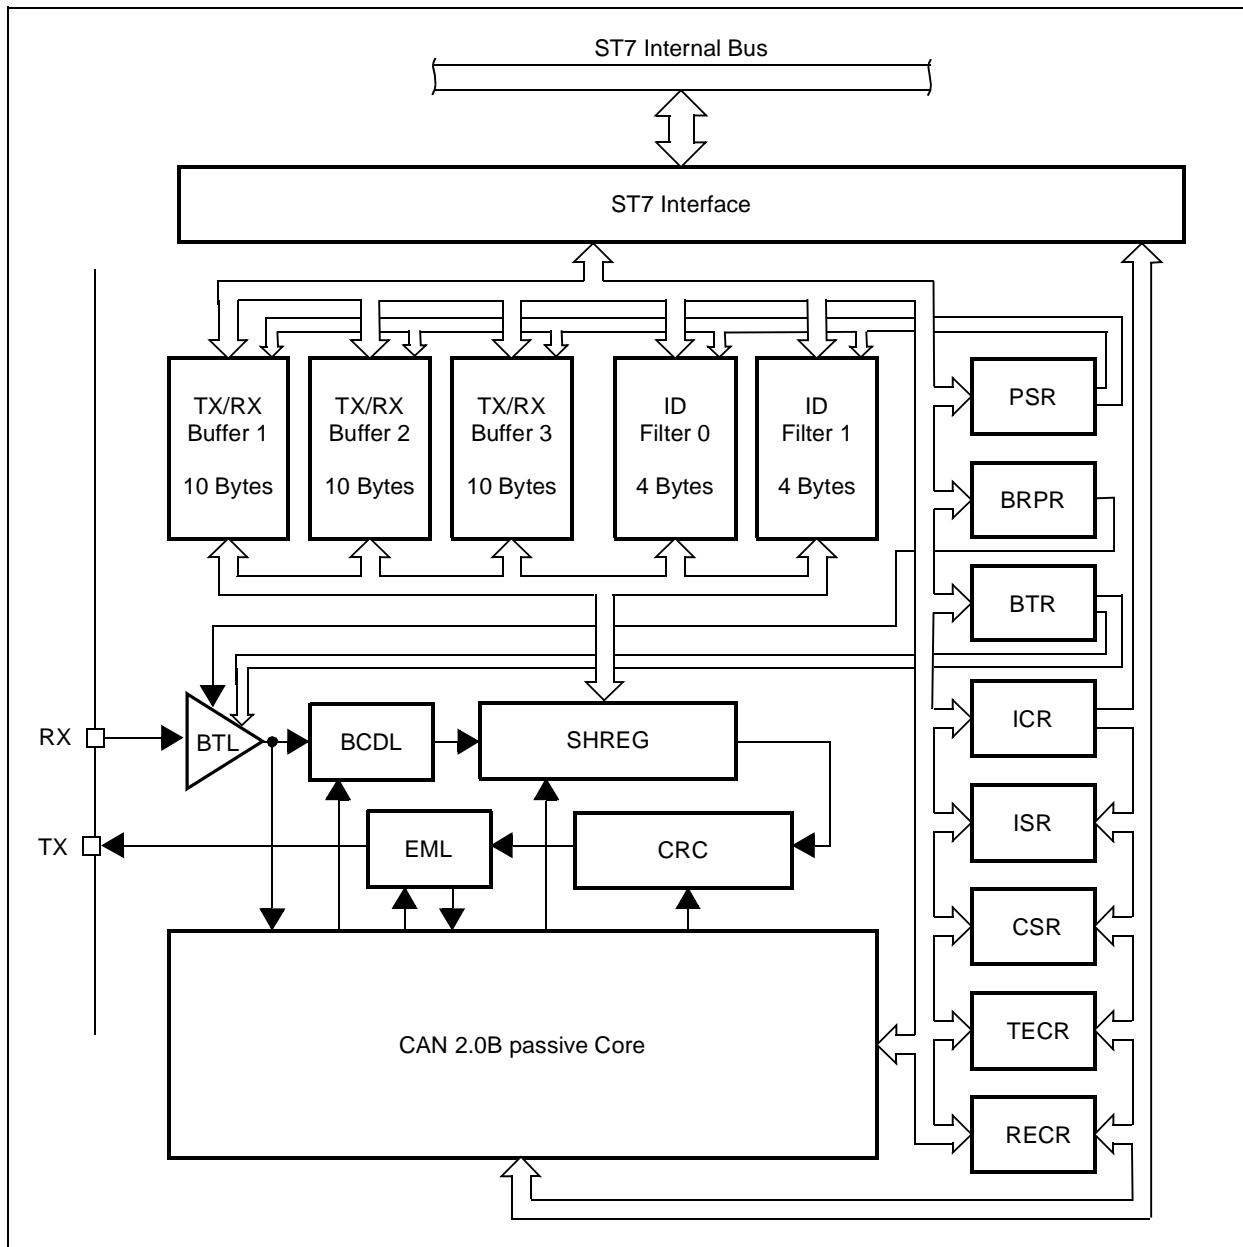 ST7 Internal Bus
ST7 Interface
TX/RX
Buffer 1
10 Bytes
TX/RX
Buffer 2
10 Bytes
TX/RX
Buffer 3
10 Bytes
ID
Filter 0
4 Bytes
ID
Filter 1
4 Bytes
PSR
BRPR
BTR
ICR
ISR
CSR
TECR
RECR
RX
BTL
BCDL
SHREG
TX
EML
CRC
CAN 2.0B passive Core